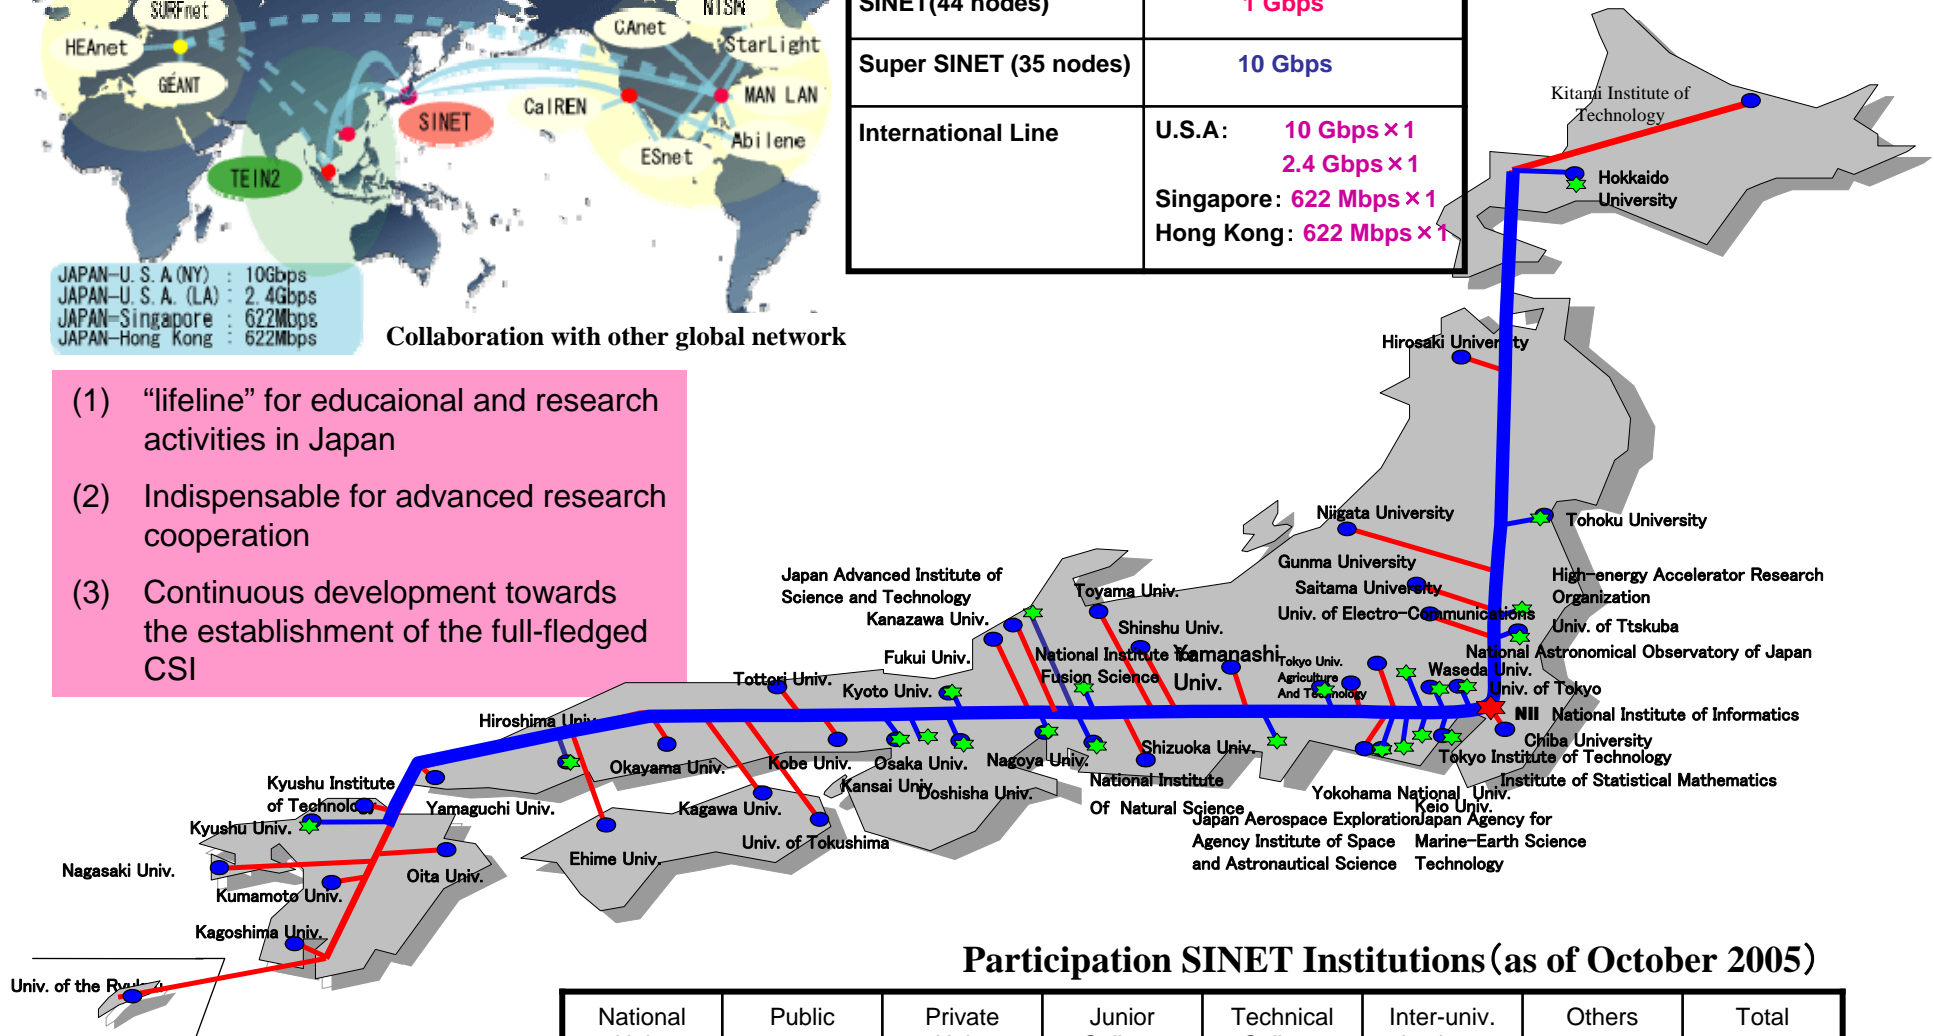 SURFnet
HEAnet
GÉANT
TEIN2
SINET
CalREN
CAnet
StarLight
MAN LAN
Abilene
ESnet
JAPAN-U.S.A(NY) : 10Gbps
JAPAN-U.S.A.(LA) : 2.4Gbps
JAPAN-Singapore : 622Mbps
JAPAN-Hong Kong : 622Mbps
Collaboration with other global network
SINET(44 nodes) 1 Gbps
Super SINET (35 nodes) 10 Gbps
International Line U.S.A: 10 Gbps×1
2.4 Gbps×1
Singapore: 622 Mbps×1
Hong Kong: 622 Mbps×1
(1) “lifeline” for educaional and research
activities in Japan
(2) Indispensable for advanced research
cooperation
(3) Continuous development towards
the establishment of the full-fledged
CSI
Kitami Institute of
Technology
Hokkaido
University
Hirosaki University
Tohoku University
Niigata University
Gunma University
Saitama University
Univ. of Electro-Communications
High-energy Accelerator Research
Organization
Univ. of Ttskuba
National Astronomical Observatory of Japan
Waseda Univ.
Univ. of Tokyo
NII National Institute of Informatics
Chiba University
Tokyo Institute of Technology
Institute of Statistical Mathematics
Japan Advanced Institute of
Science and Technology
Kanazawa Univ.
Toyama Univ.
Shinshu Univ.
Fukui Univ.
National Institute for
Fusion Science
Yamanashi
Univ.
Tokyo Univ.
Agriculture
And Technology
Tottori Univ.
Kyoto Univ.
Hiroshima Univ.
Okayama Univ.
Kobe Univ.
Osaka Univ.
Nagoya Univ.
Shizuoka Univ.
Kansai Univ.
Doshisha Univ.
National Institute
Of Natural Science
Yokohama National Univ.
Keio Univ.
Japan Aerospace Exploration
Agency Institute of Space
and Astronautical Science
Japan Agency for
Marine-Earth Science
Technology
Kyushu Institute
of Technology
Yamaguchi Univ.
Kagawa Univ.
Univ. of Tokushima
Kyushu Univ.
Ehime Univ.
Nagasaki Univ.
Oita Univ.
Kumamoto Univ.
Kagoshima Univ.
Univ. of the Ryukyu
Participation SINET Institutions(as of October 2005)
National Public Private Junior Technical Inter-univ. Others Total